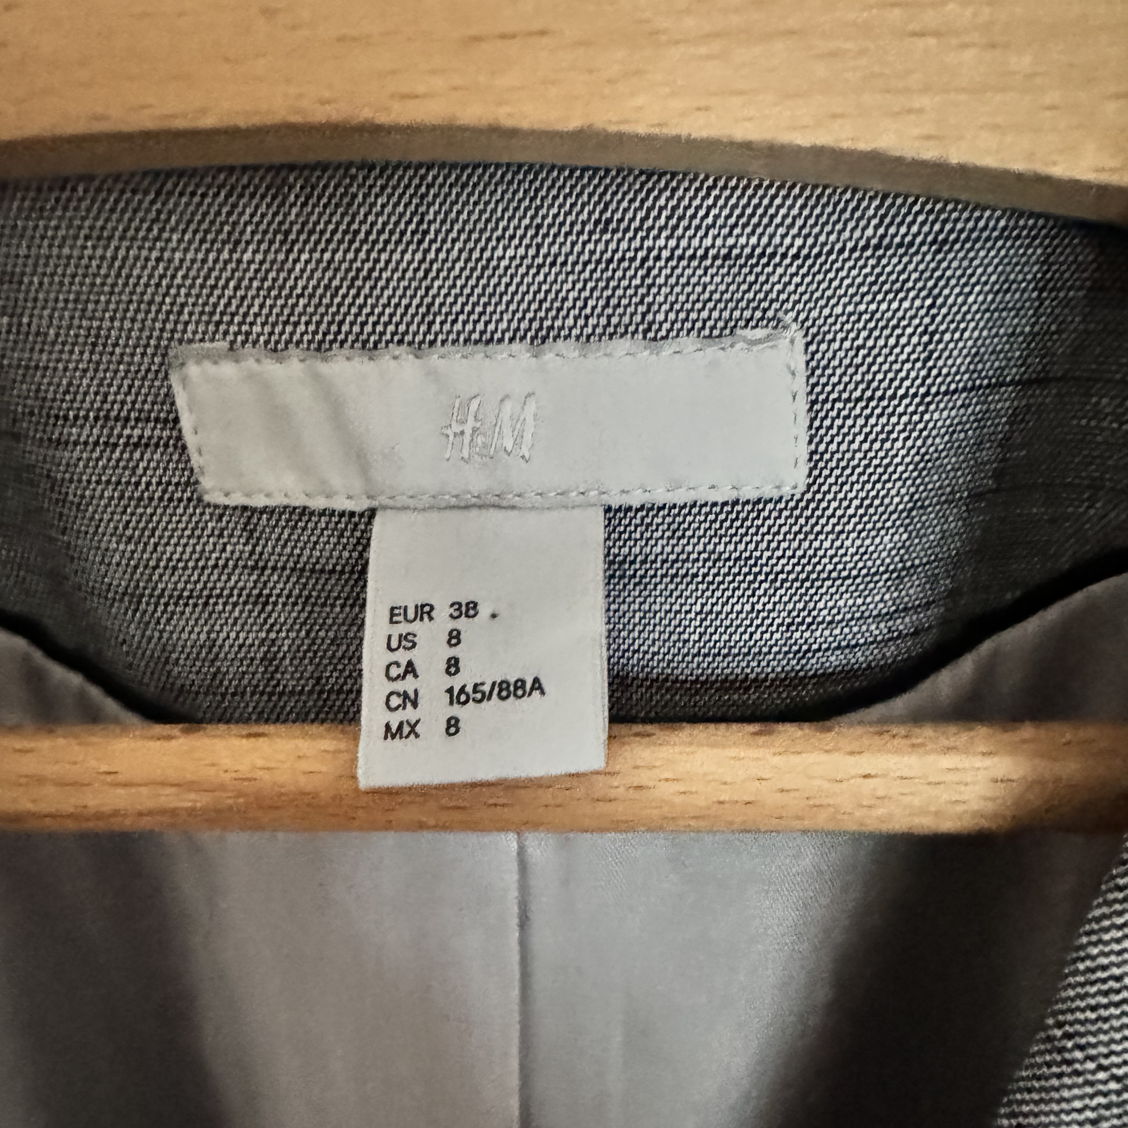 H&M
EUR 38 .
US 8
CA 8
CN 165/88A
MX 8